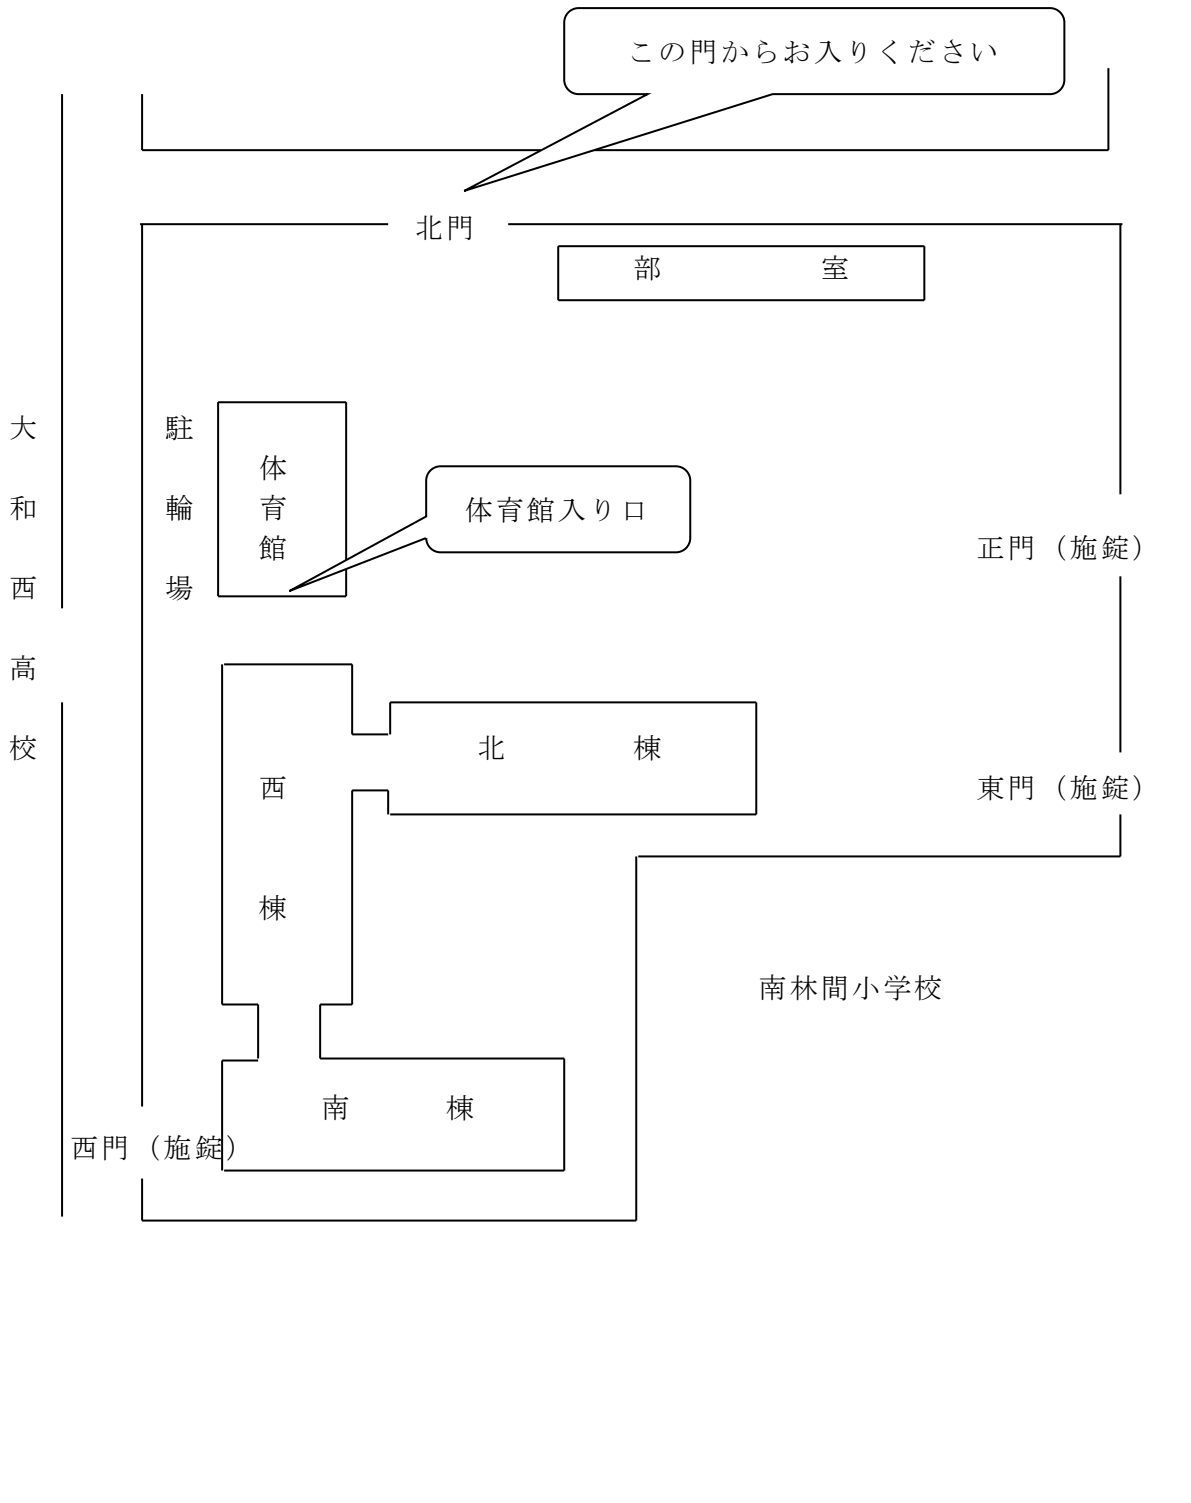 この門からお入りください
北門
部　室
大和西高校
駐輪場
体育館
体育館入り口
正門（施錠）
北　棟
西　棟
東門（施錠）
南林間小学校
南　棟
西門（施錠）